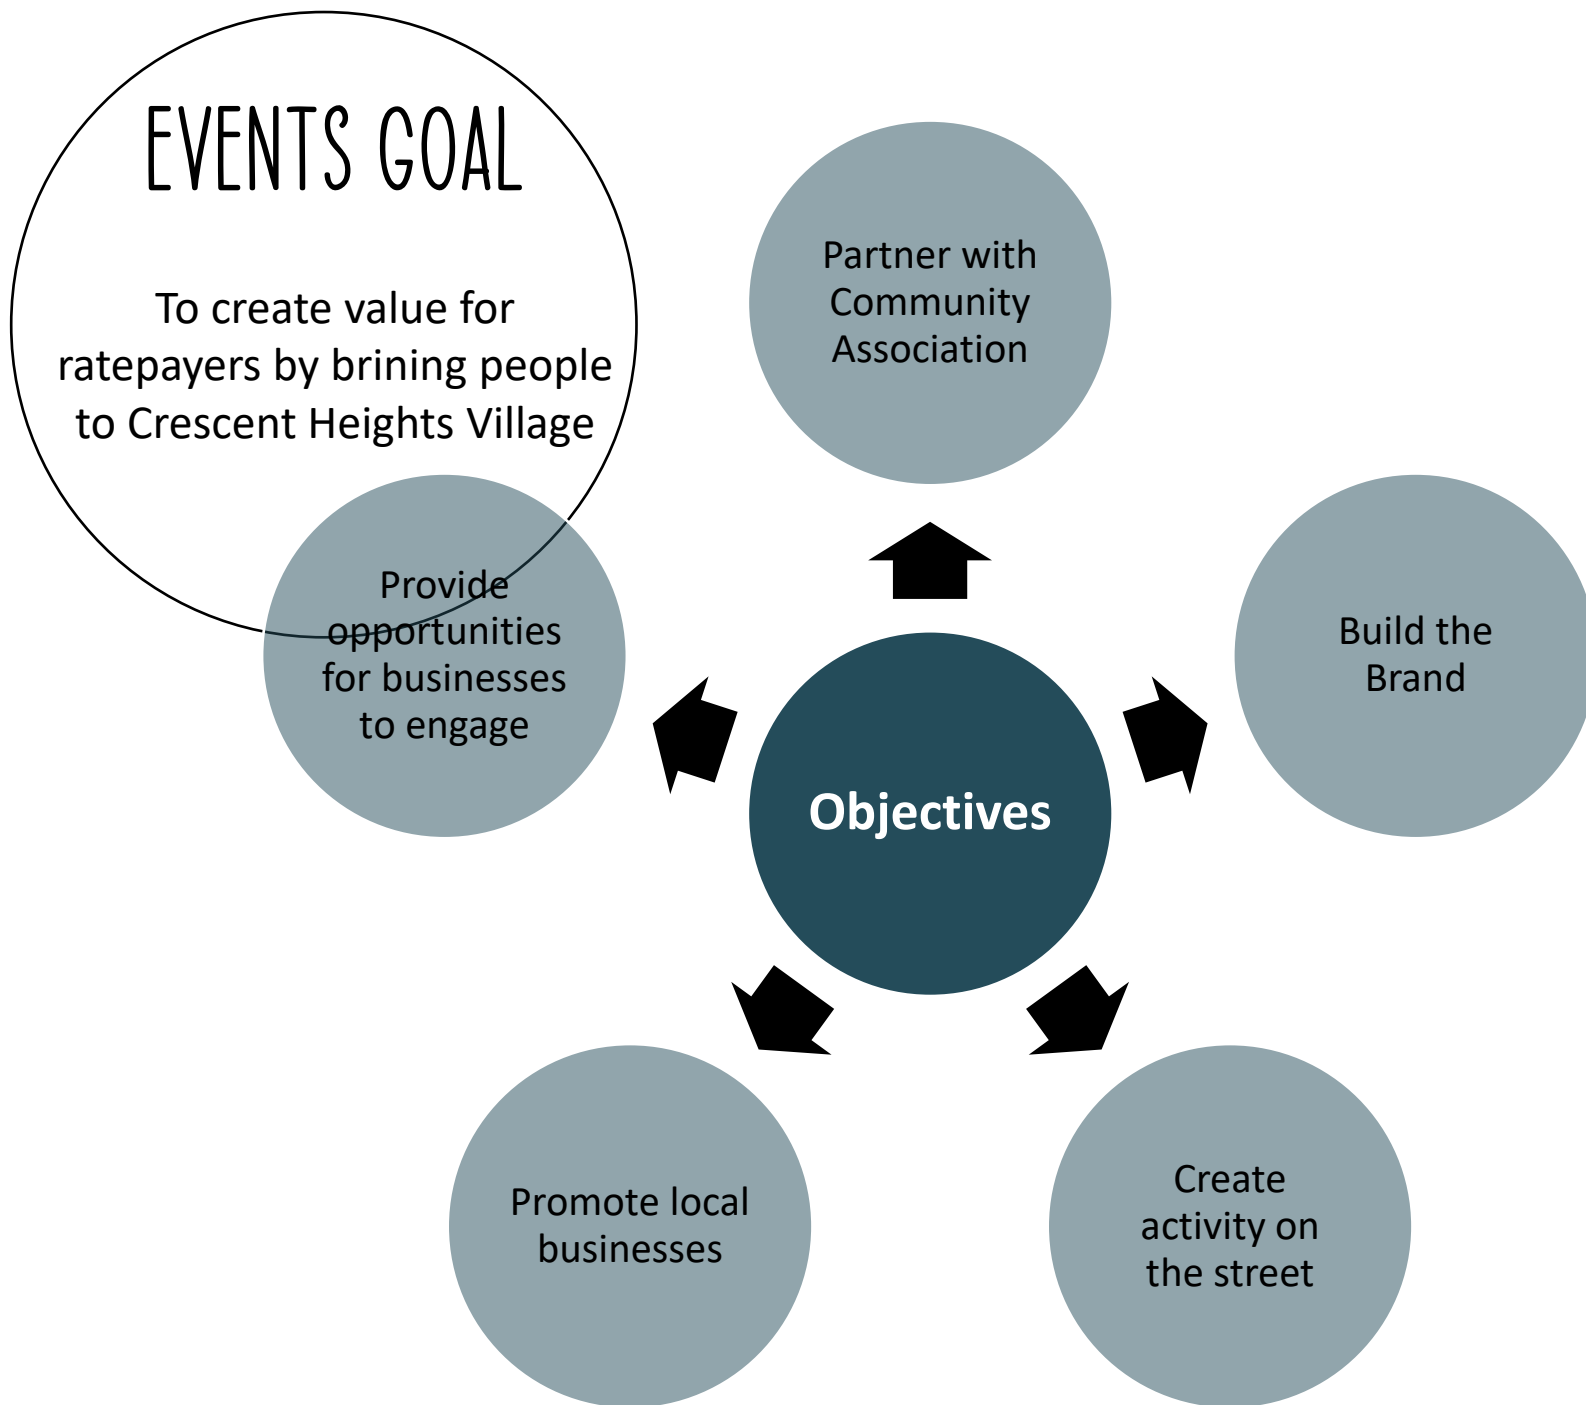 EVENTS GOAL
To create value for
ratepayers by brining people
to Crescent Heights Village
Partner with
Community
Association
Build the
Brand
Create
activity on
the street
Promote local
businesses
Provide
opportunities
for businesses
to engage
Objectives